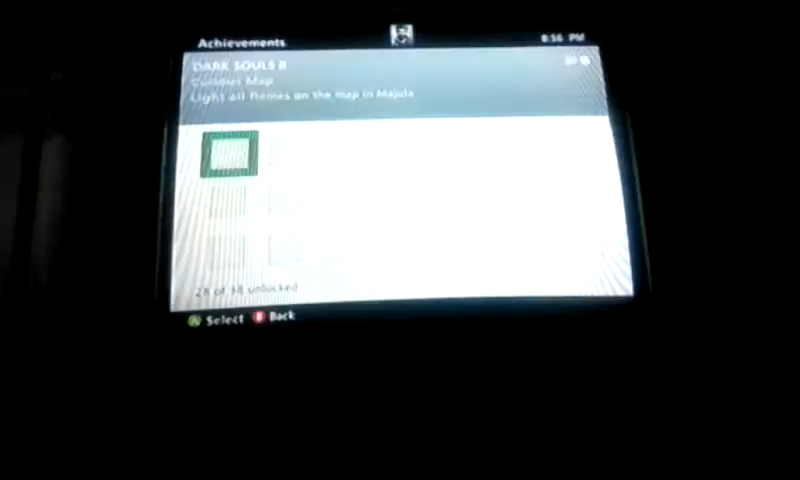 Achievements
8:56 PM
DARK SOULS II
Curious Map
Light all flames on the map in Majula
28 of 38 unlocked
A Select B Back